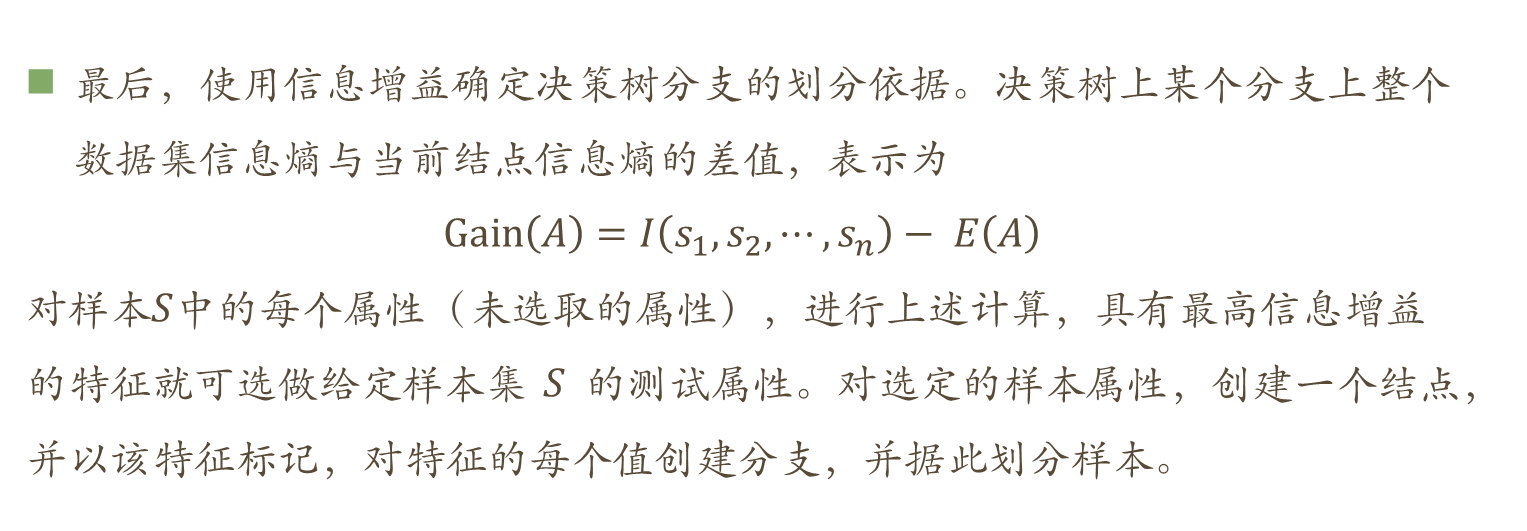 最后，使用信息增益确定决策树分支的划分依据。决策树上某个分支上整个
数据集信息熵与当前结点信息熵的差值，表示为
Gain(A) = I(s₁,s₂,⋯,sₙ) − E(A)
对样本S中的每个属性（未选取的属性），进行上述计算，具有最高信息增益
的特征就可选做给定样本集 S 的测试属性。对选定的样本属性，创建一个结点，
并以该特征标记，对特征的每个值创建分支，并据此划分样本。